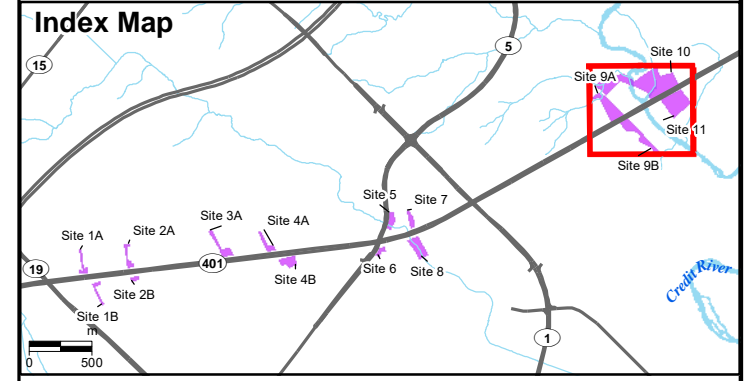 Index Map
15
5
Site 10
Site 9A
Site 11
Site 9B
Site 5
Site 7
Site 3A
Site 4A
Site 2A
Site 1A
401
19
Site 6
Site 8
Site 4B
Site 2B
Site 1B
Credit River
1
m
0 500